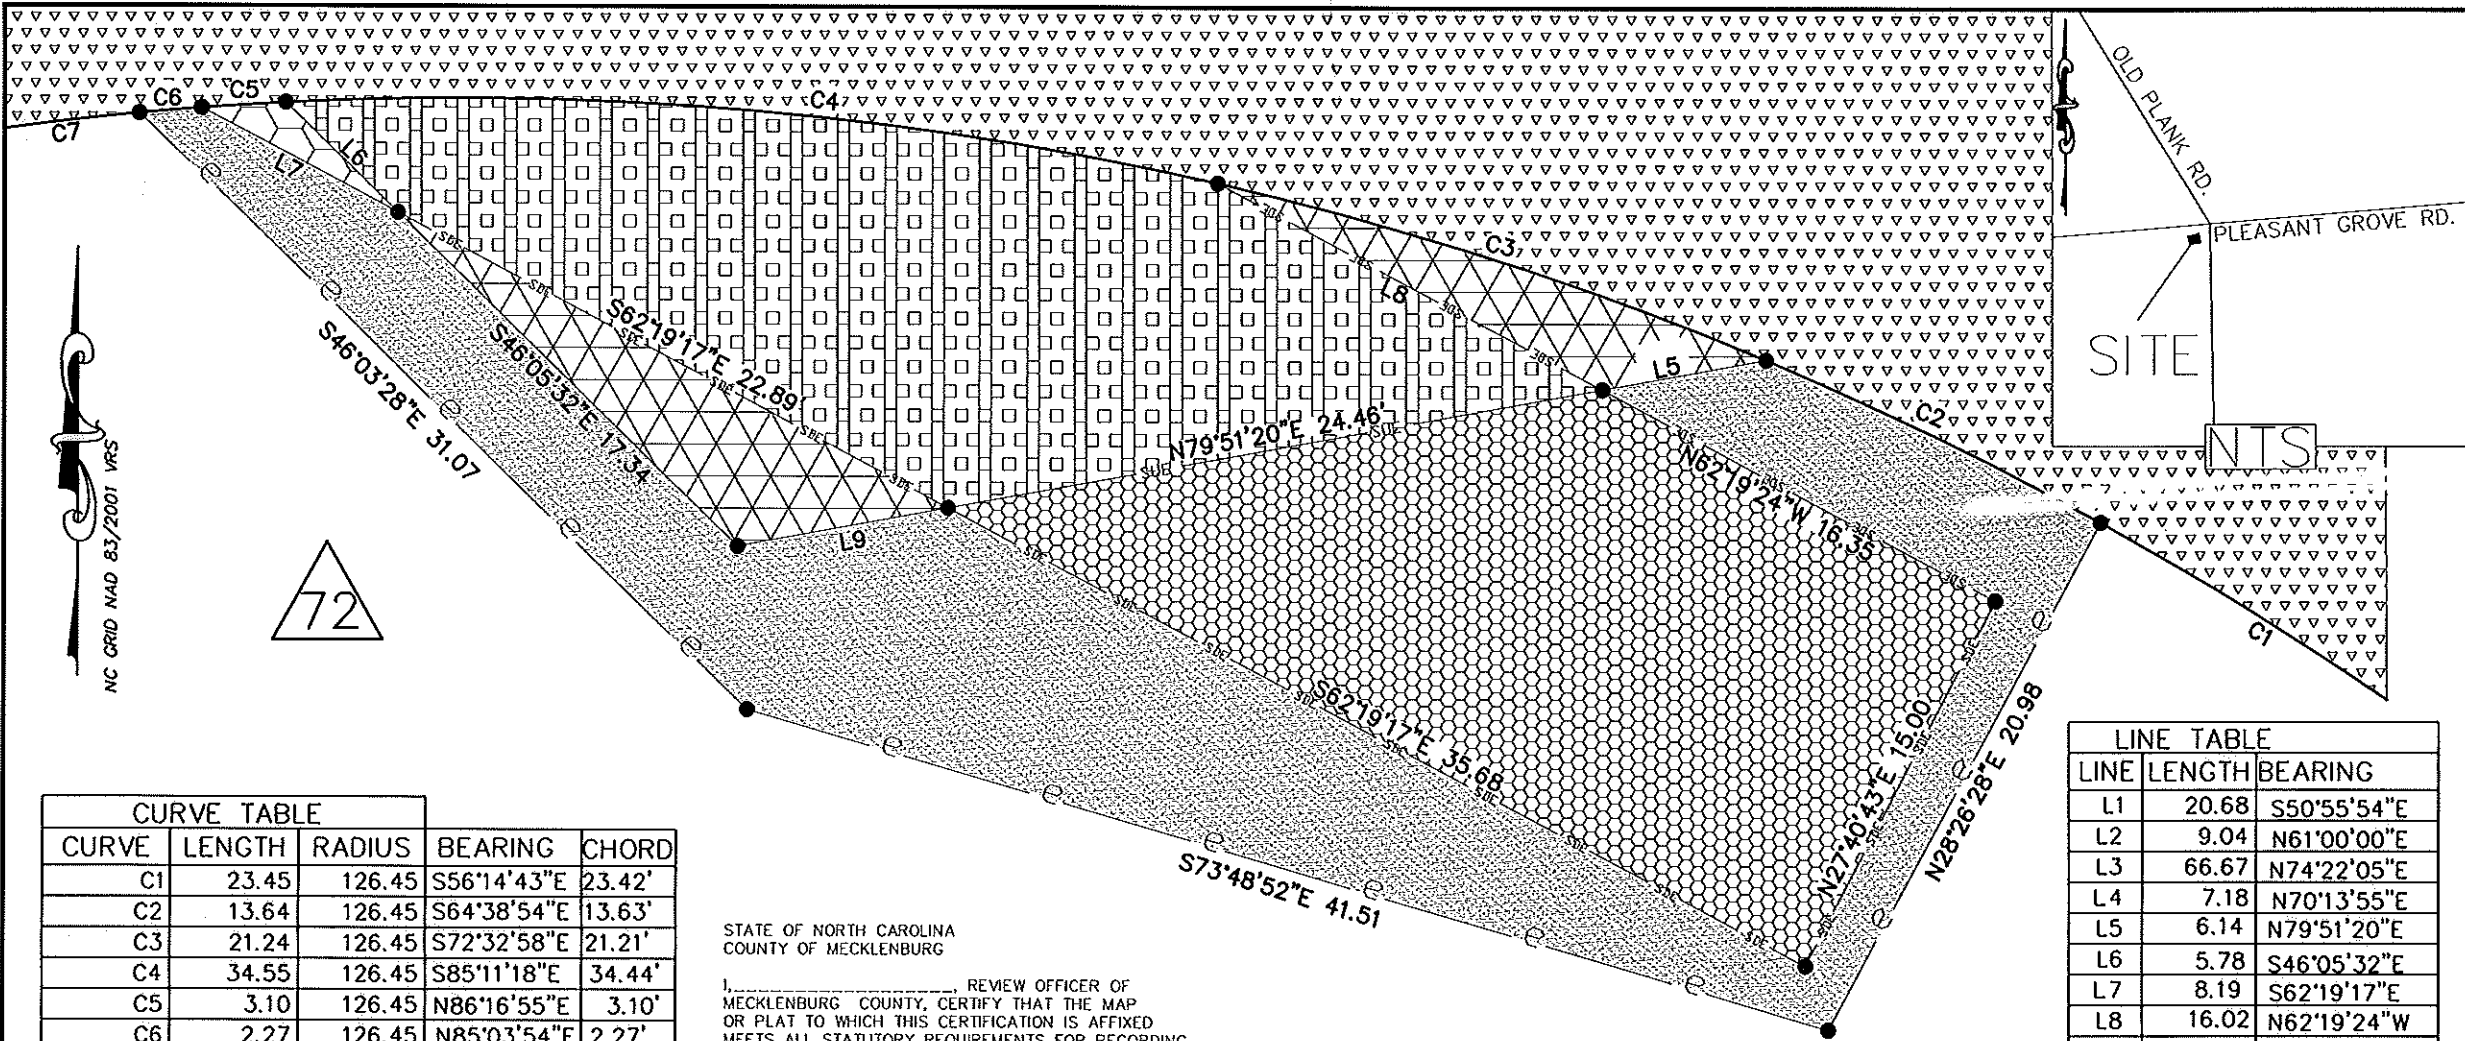 C7
C6
C5
C4
L6
L7
C3
L8
L5
C2
C1
L9
OLD PLANK RD.
PLEASANT GROVE RD.
SITE
NTS
NC GRID NAD 83/2001 VRS
72
S46°03'28"E 31.07
S46°05'32"E 17.34
S62°19'17"E 22.89'
N79°51'20"E 24.46'
N62°19'24"W 16.35
S62°19'17"E 35.68
N27°40'43"E 15.00
N28°26'28"E 20.98
S73°48'52"E 41.51
SDE
SUE
e
CURVE TABLE
CURVE LENGTH RADIUS BEARING CHORD
C1 23.45 126.45 S56°14'43"E 23.42'
C2 13.64 126.45 S64°38'54"E 13.63'
C3 21.24 126.45 S72°32'58"E 21.21'
C4 34.55 126.45 S85°11'18"E 34.44'
C5 3.10 126.45 N86°16'55"E 3.10'
C6 2.27 126.45 N85°03'54"E 2.27'
STATE OF NORTH CAROLINA
COUNTY OF MECKLENBURG
I,____________________, REVIEW OFFICER OF
MECKLENBURG COUNTY, CERTIFY THAT THE MAP
OR PLAT TO WHICH THIS CERTIFICATION IS AFFIXED
MEETS ALL STATUTORY REQUIREMENTS FOR RECORDING
LINE TABLE
LINE LENGTH BEARING
L1 20.68 S50°55'54"E
L2 9.04 N61°00'00"E
L3 66.67 N74°22'05"E
L4 7.18 N70°13'55"E
L5 6.14 N79°51'20"E
L6 5.78 S46°05'32"E
L7 8.19 S62°19'17"E
L8 16.02 N62°19'24"W